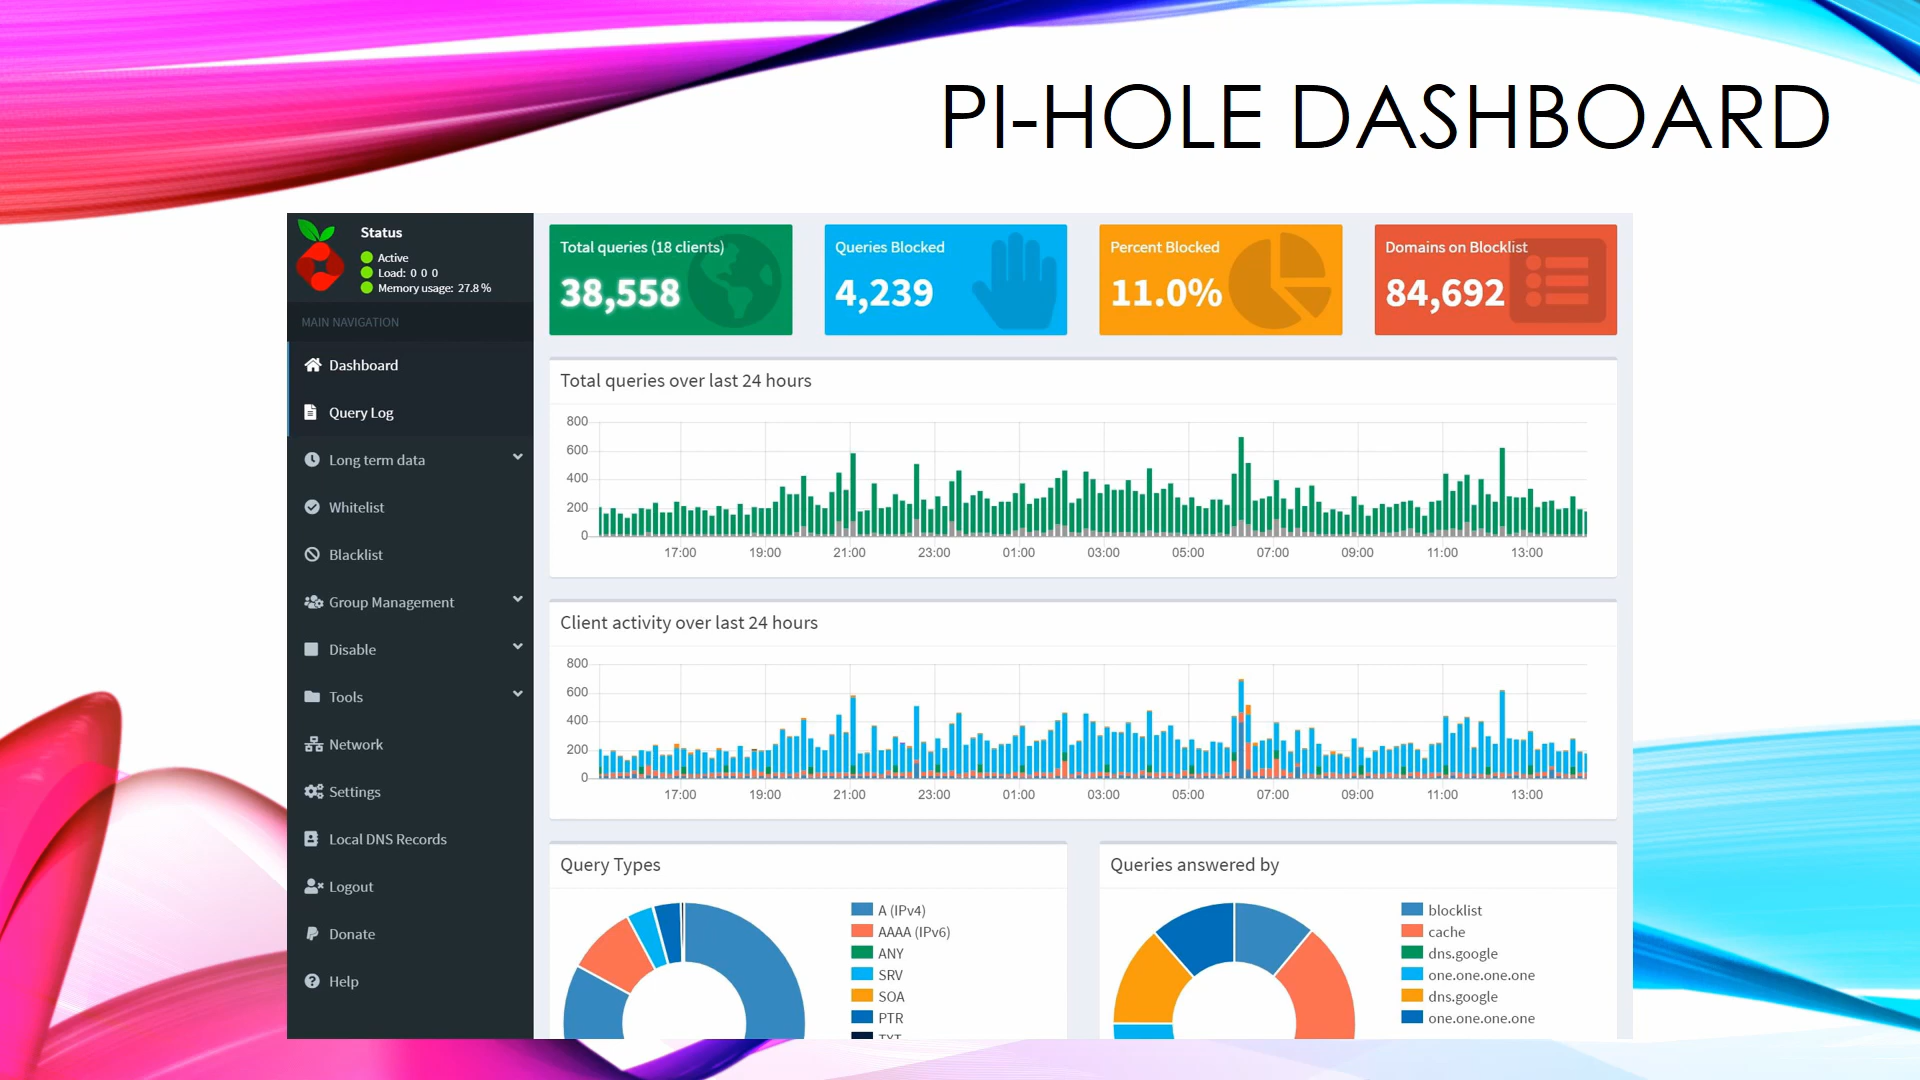 PI-HOLE DASHBOARD
Status
Active
Load: 0 0 0
Memory usage: 27.8 %
MAIN NAVIGATION
Dashboard
Query Log
Long term data
Whitelist
Blacklist
Group Management
Disable
Tools
Network
Settings
Local DNS Records
Logout
Donate
Help
Total queries (18 clients)
38,558
Queries Blocked
4,239
Percent Blocked
11.0%
Domains on Blocklist
84,692
Total queries over last 24 hours
800
600
400
200
0
17:00 19:00 21:00 23:00 01:00 03:00 05:00 07:00 09:00 11:00 13:00
Client activity over last 24 hours
800
600
400
200
0
17:00 19:00 21:00 23:00 01:00 03:00 05:00 07:00 09:00 11:00 13:00
Query Types
A (IPv4)
AAAA (IPv6)
ANY
SRV
SOA
PTR
TXT
Queries answered by
blocklist
cache
dns.google
one.one.one.one
dns.google
one.one.one.one